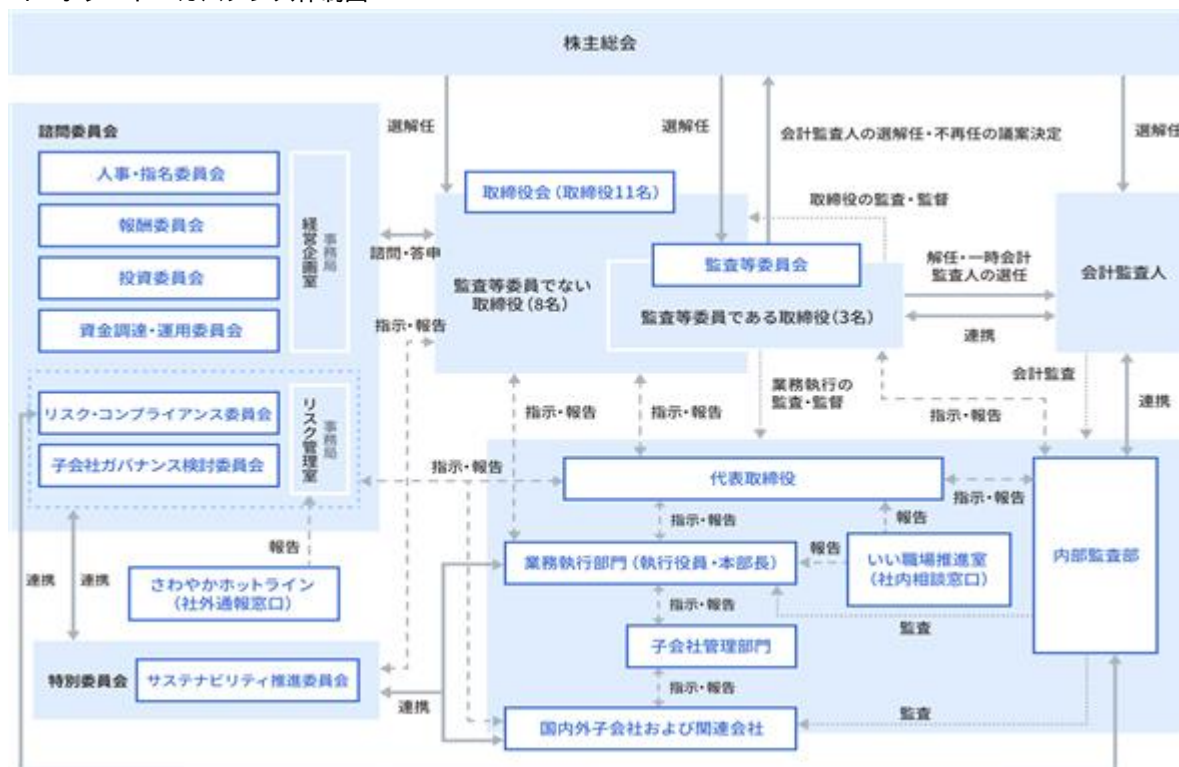 株主総会
選解任
選解任
会計監査人の選解任・不再任の議案決定
選解任
諮問委員会
人事・指名委員会
報酬委員会
投資委員会
資金調達・運用委員会
事務局
経営企画室
リスク・コンプライアンス委員会
子会社ガバナンス検討委員会
事務局
リスク管理室
諮問・答申
指示・報告
取締役会（取締役11名）
監査等委員でない
取締役（8名）
監査等委員会
監査等委員である取締役（3名）
取締役の監査・監督
解任・一時会計
監査人の選任
連携
会計監査人
会計監査
連携
業務執行の
監査・監督
指示・報告
指示・報告
指示・報告
指示・報告
代表取締役
指示・報告
指示・報告
報告
業務執行部門（執行役員・本部長）
報告
いい職場推進室
（社内相談窓口）
内部監査部
指示・報告
監査
子会社管理部門
指示・報告
監査
国内外子会社および関連会社
報告
連携
連携
さわやかホットライン
（社外通報窓口）
特別委員会
サステナビリティ推進委員会
連携